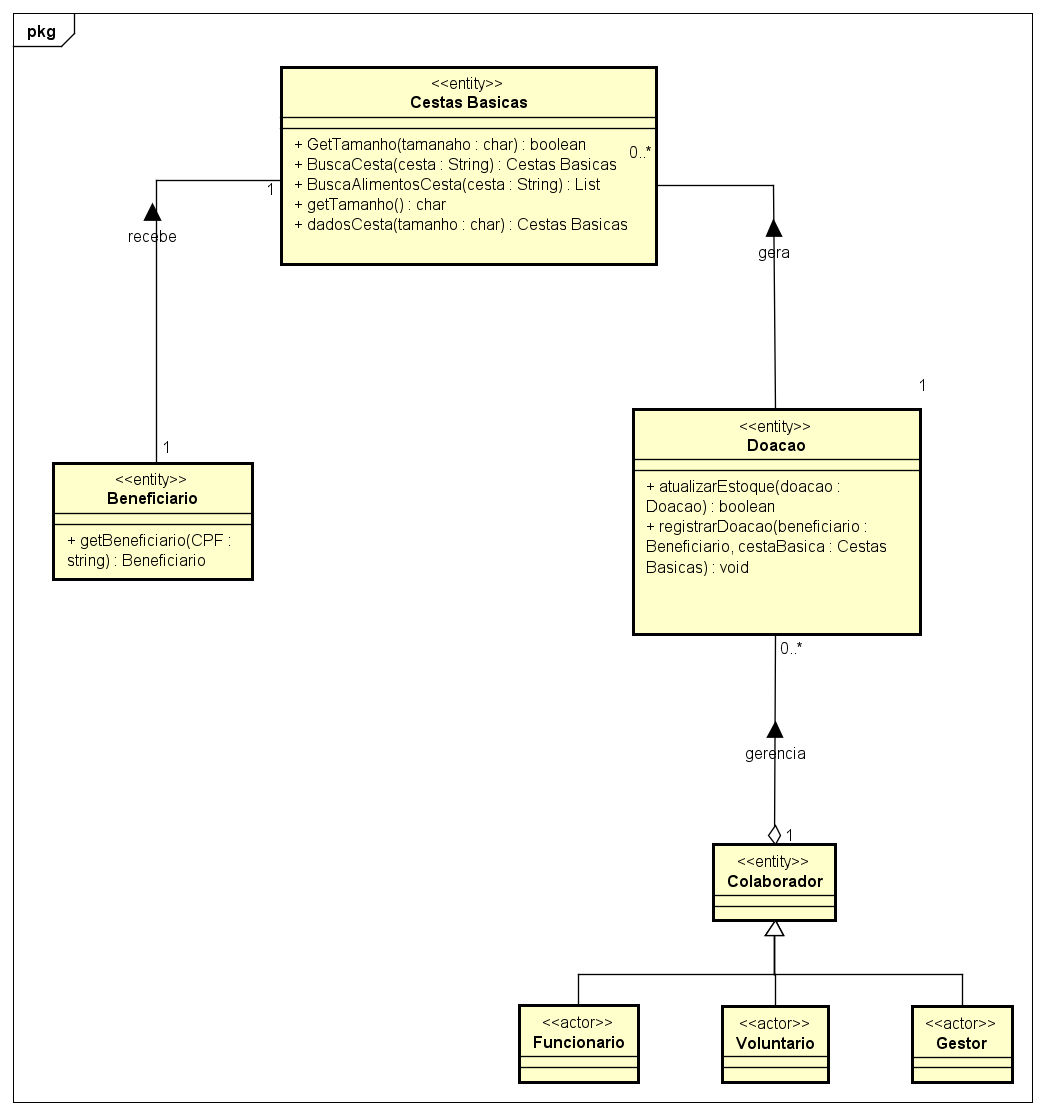 pkg
<<entity>>
Cestas Basicas
+ GetTamanho(tamanaho : char) : boolean
+ BuscaCesta(cesta : String) : Cestas Basicas
+ BuscaAlimentosCesta(cesta : String) : List
+ getTamanho() : char
+ dadosCesta(tamanho : char) : Cestas Basicas
0..*
1
recebe
gera
1
1
<<entity>>
Beneficiario
+ getBeneficiario(CPF :
string) : Beneficiario
<<entity>>
Doacao
+ atualizarEstoque(doacao :
Doacao) : boolean
+ registrarDoacao(beneficiario :
Beneficiario, cestaBasica : Cestas
Basicas) : void
0..*
gerencia
1
<<entity>>
Colaborador
<<actor>>
Funcionario
<<actor>>
Voluntario
<<actor>>
Gestor